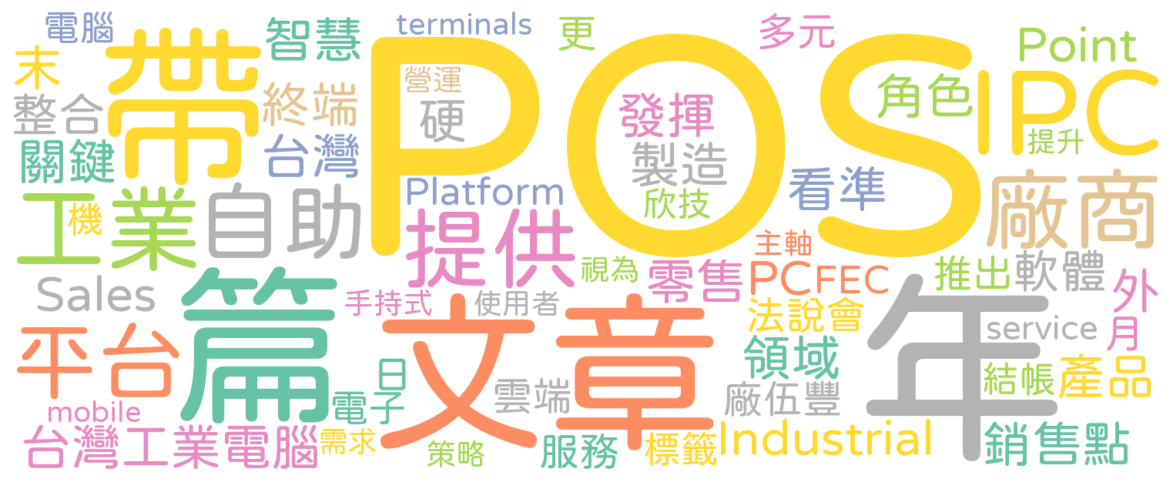 電腦
智慧
terminals
更
多元
Point
末
帶
POS
IPC
整合
終端
營運
硬
發揮
角色
提升
關鍵
台灣
製造
工業
機
自助
Platform
欣技
看準
廠商
提供
主軸
Sales
視為
零售
PC
FEC
推出
軟體
外
篇
手持式
使用者
文章
法說會
年
service
月
平台
領域
結帳
產品
mobile
電子
日
雲端
廠伍豐
台灣工業電腦
需求
策略
服務
標籤
Industrial
銷售點